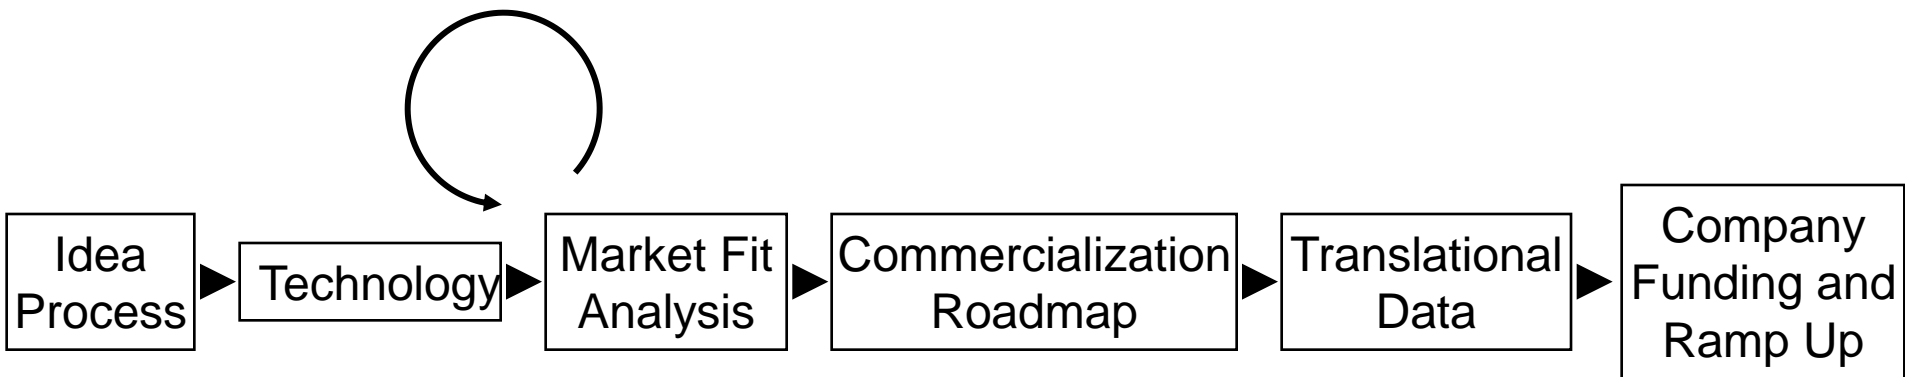 Idea
Process
Technology
Market Fit
Analysis
Commercialization
Roadmap
Translational
Data
Company
Funding and
Ramp Up